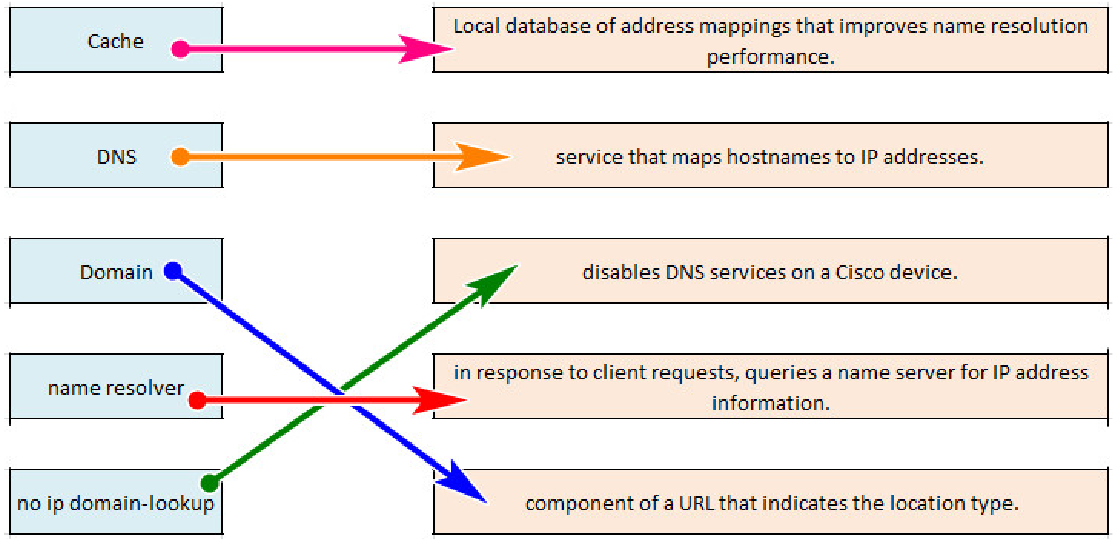 Cache
Local database of address mappings that improves name resolution
performance.
DNS
service that maps hostnames to IP addresses.
Domain
disables DNS services on a Cisco device.
name resolver
in response to client requests, queries a name server for IP address
information.
no ip domain-lookup
component of a URL that indicates the location type.